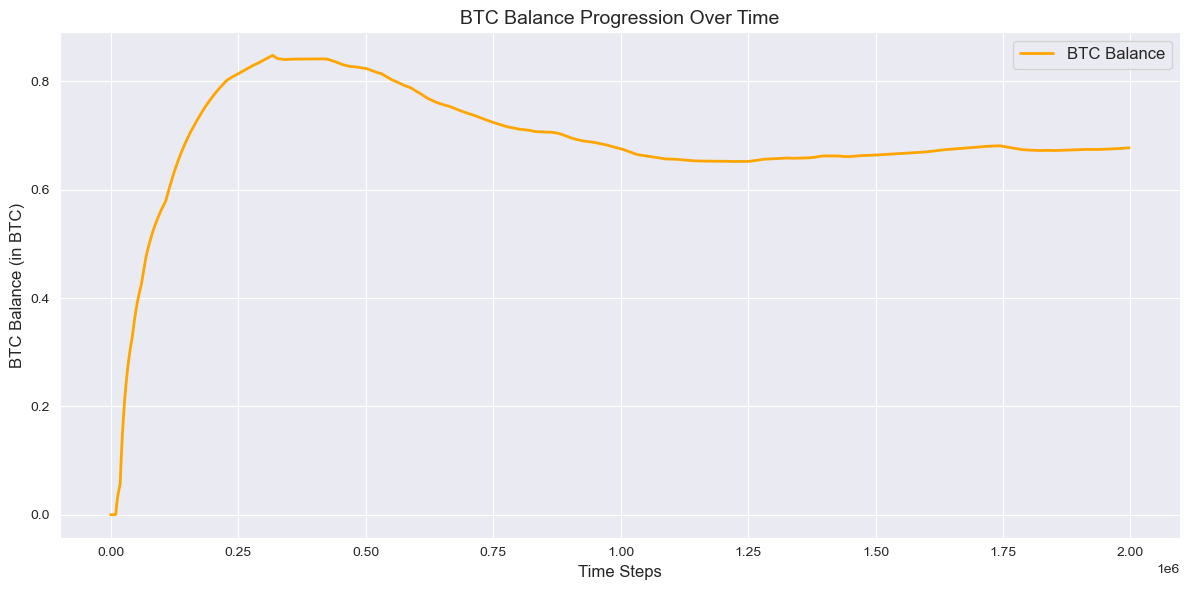 BTC Balance Progression Over Time
BTC Balance
BTC Balance (in BTC)
0.8
0.6
0.4
0.2
0.0
0.00 0.25 0.50 0.75 1.00 1.25 1.50 1.75 2.00
1e6
Time Steps